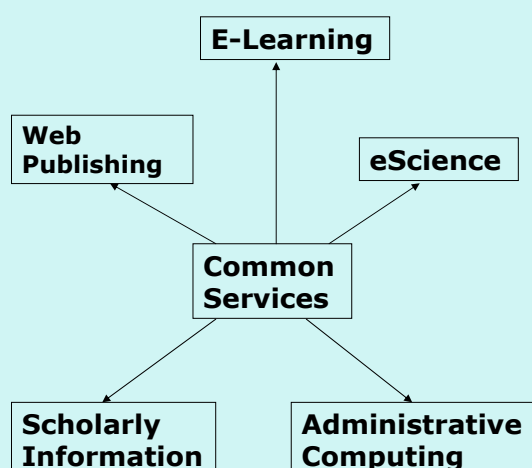 E-Learning
Web
Publishing
eScience
Common
Services
Scholarly
Information
Administrative
Computing